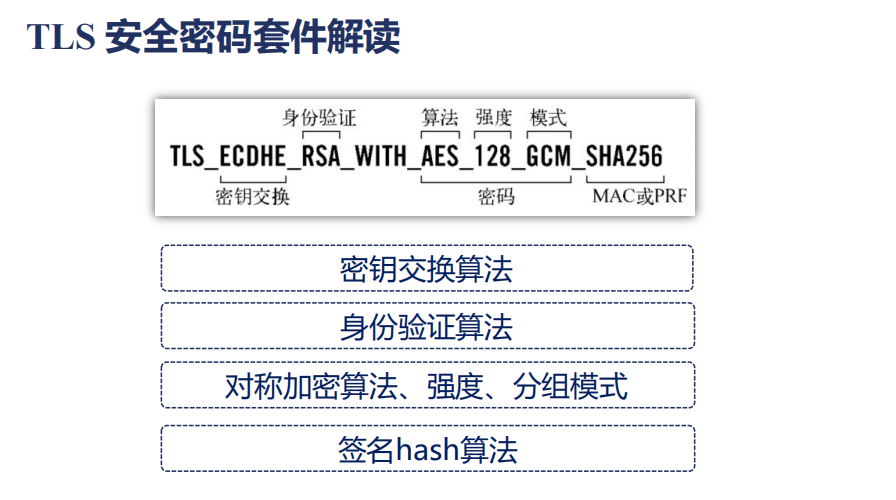 TLS 安全密码套件解读
身份验证 算法 强度 模式
TLS_ECDHE_RSA_WITH_AES_128_GCM_SHA256
密钥交换 密码 MAC或PRF
密钥交换算法
身份验证算法
对称加密算法、强度、分组模式
签名hash算法